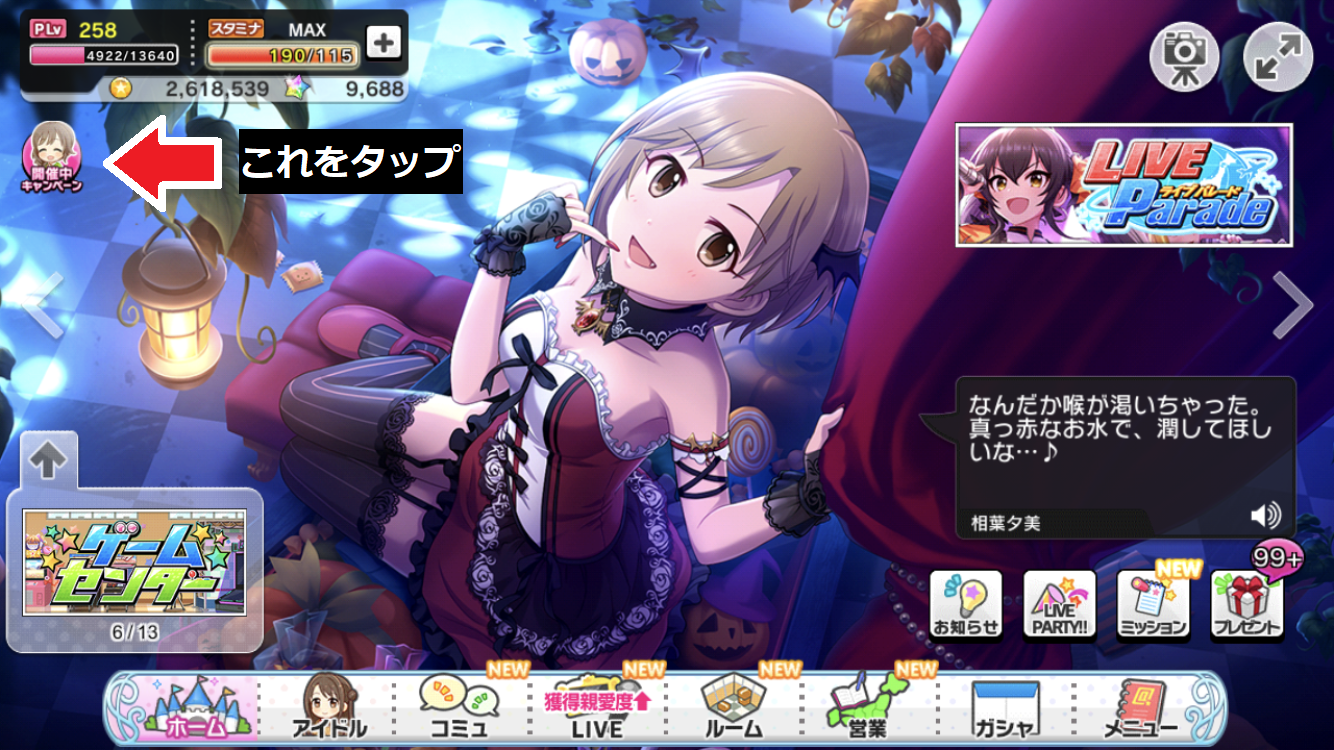 PLv 258
4922/13640
スタミナ MAX
190/115
2,618,539
9,688
開催中
キャンペーン
これをタップ
LIVE
ライブパレード
Parade
なんだか喉が渇いちゃった。
真っ赤なお水で、潤してほし
いな…♪
相葉夕美
ゲーム
センター
6/13
99+
NEW
お知らせ
LIVE
PARTY!!
ミッション
プレゼント
NEW
NEW
NEW
NEW
ホーム
アイドル
コミュ
獲得親愛度
LIVE
ルーム
営業
ガシャ
メニュー